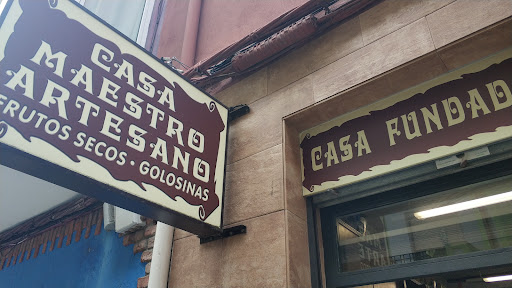 CASA
MAESTRO
ARTESANO
FRUTOS SECOS · GOLOSINAS
CASA FUNDAD